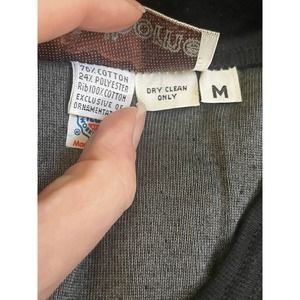 76% COTTON
24% POLYESTER
Rib100% COTTON
EXCLUSIVE OF
ORNAMENTATION
DRY CLEAN
ONLY
M